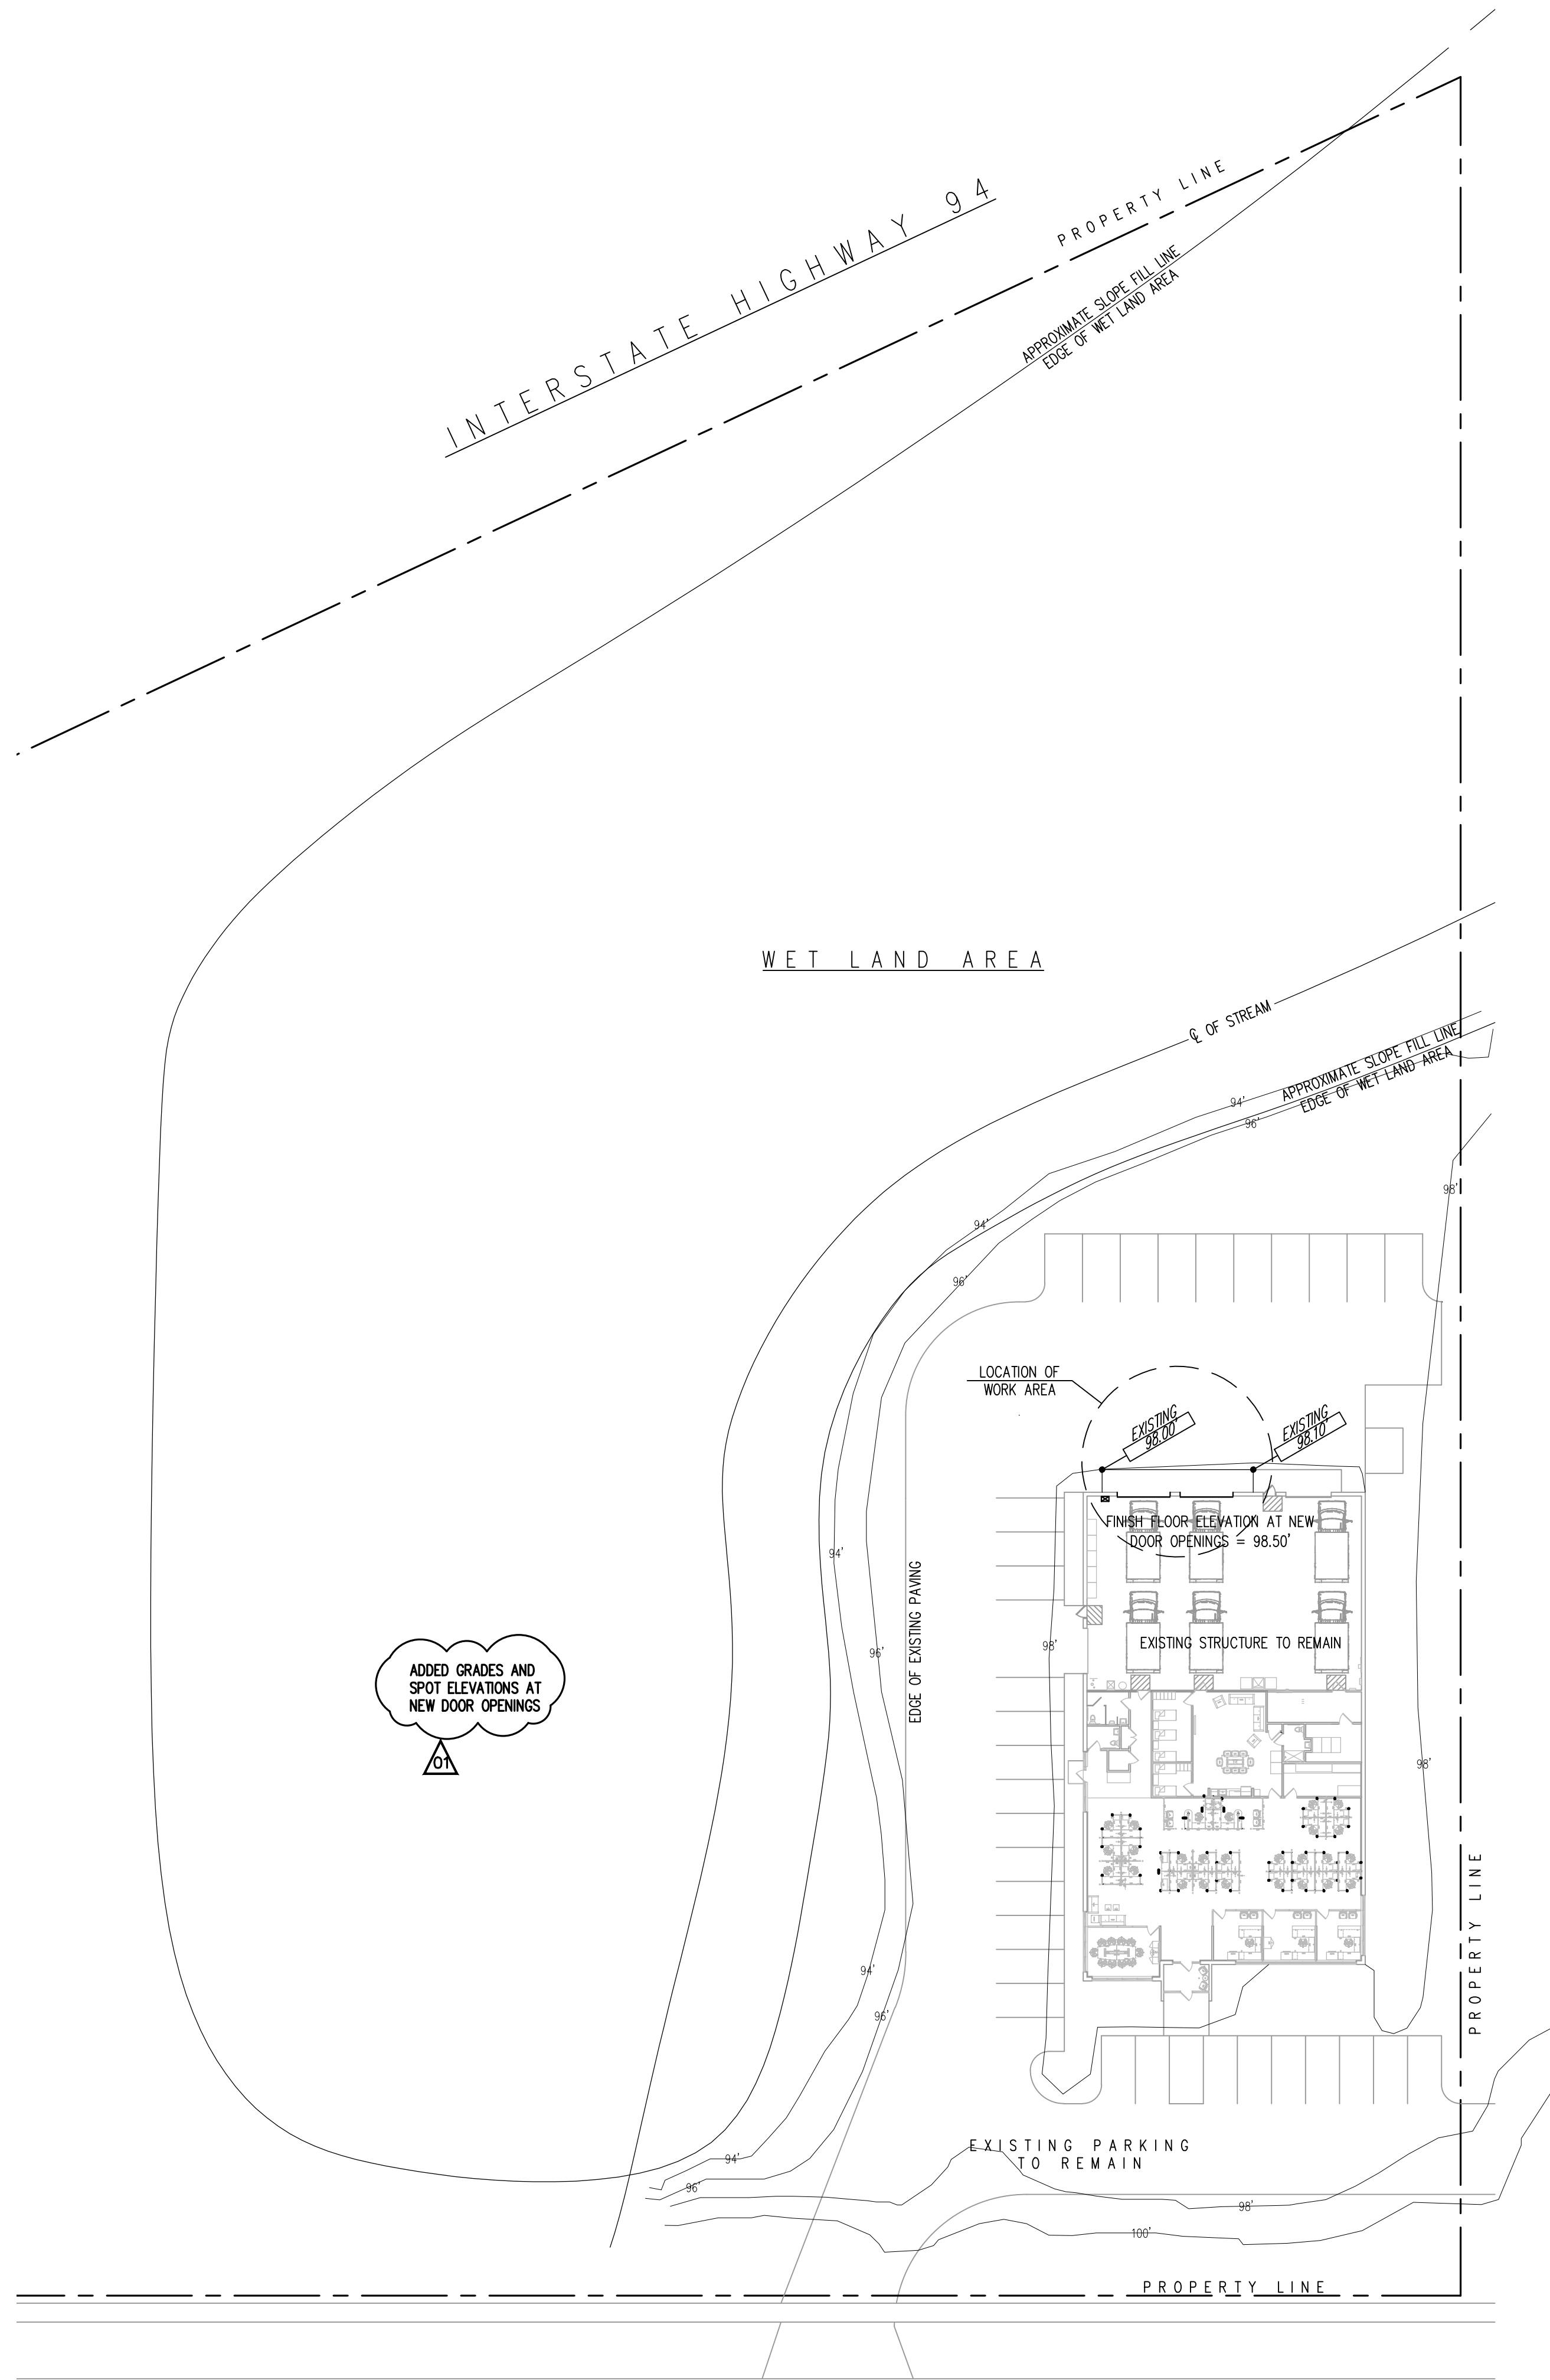 INTERSTATE HIGHWAY 94
PROPERTY LINE
APPROXIMATE SLOPE FILL LINE
EDGE OF WET LAND AREA
WET LAND AREA
℄ OF STREAM
APPROXIMATE SLOPE FILL LINE
EDGE OF WET LAND AREA
94'
96'
98'
94'
96'
LOCATION OF
WORK AREA
EXISTING
98.00'
EXISTING
98.10'
FINISH FLOOR ELEVATION AT NEW
DOOR OPENINGS = 98.50'
94'
EDGE OF EXISTING PAVING
96'
98'
EXISTING STRUCTURE TO REMAIN
ADDED GRADES AND
SPOT ELEVATIONS AT
NEW DOOR OPENINGS
01
98'
PROPERTY LINE
94'
96'
EXISTING PARKING
TO REMAIN
94'
96'
98'
100'
PROPERTY LINE